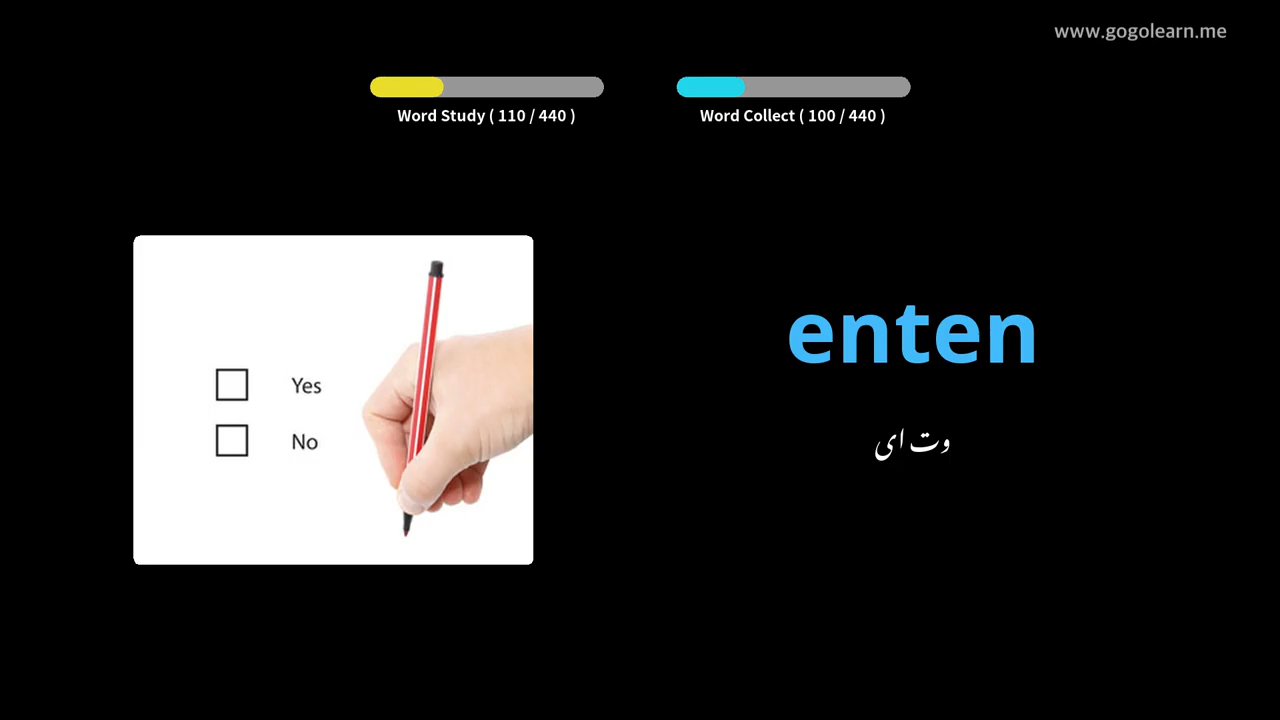 www.gogolearn.me
Word Study ( 110 / 440 )
Word Collect ( 100 / 440 )
Yes
No
enten
وت ای